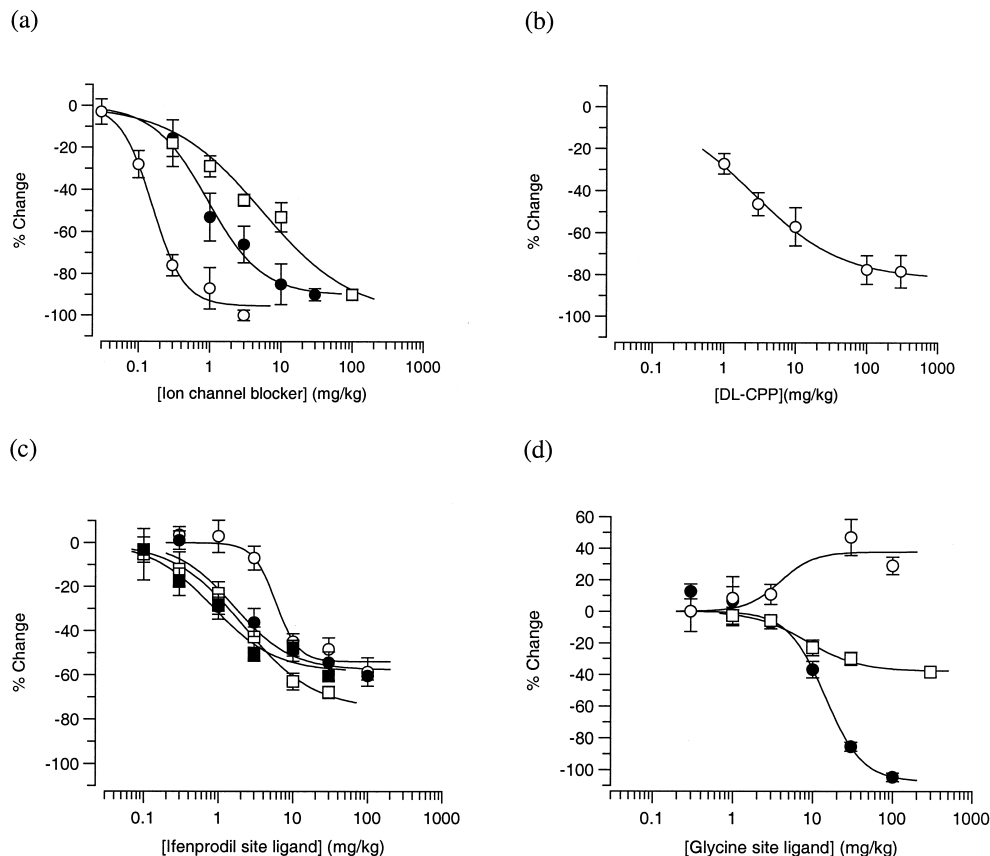 (a)
(b)
0
-20
-40
-60
-80
-100
% Change
0.1 1 10 100 1000
[Ion channel blocker] (mg/kg)
0
-20
-40
-60
-80
-100
% Change
0.1 1 10 100 1000
[DL-CPP](mg/kg)
(c)
(d)
0
-20
-40
-60
-80
-100
% Change
0.1 1 10 100 1000
[Ifenprodil site ligand] (mg/kg)
60
40
20
0
-20
-40
-60
-80
-100
% Change
0.1 1 10 100 1000
[Glycine site ligand] (mg/kg)